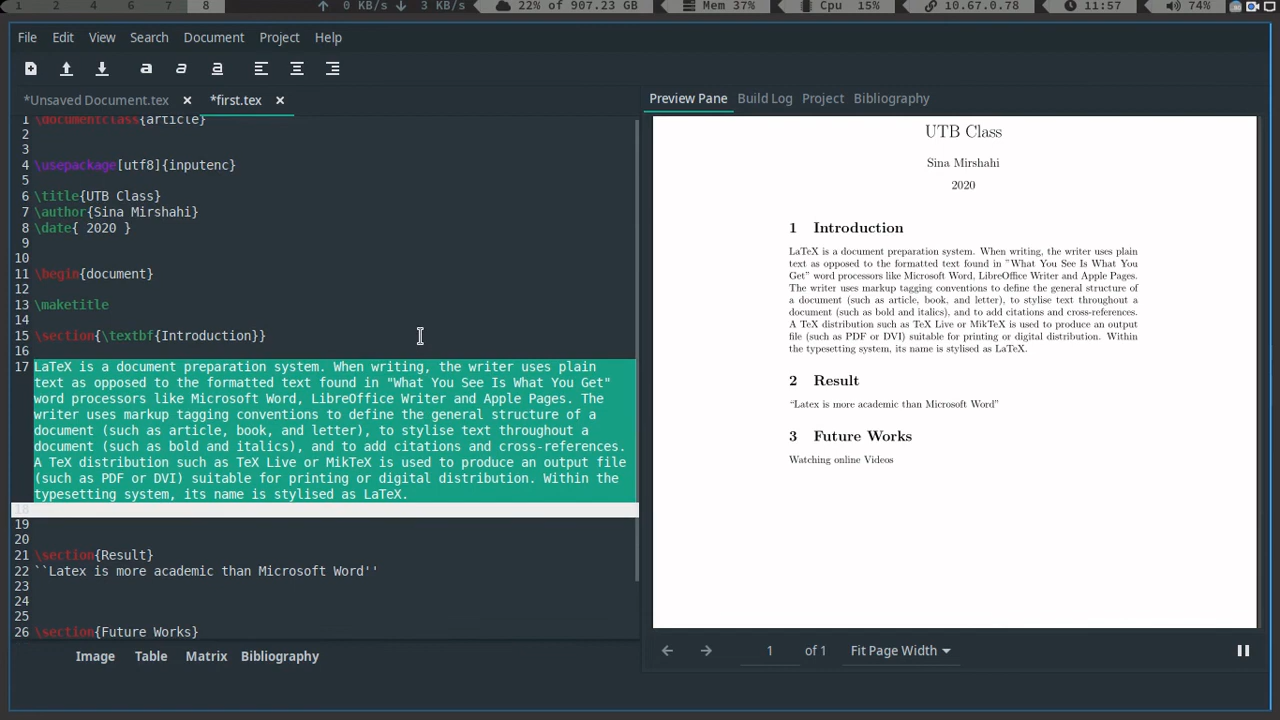 1 2 4 6 7 8 0 KB/s 3 KB/s 22% of 907.23 GB Mem 37% Cpu 15% 10.67.0.78 11:57 74%
File Edit View Search Document Project Help
a a a
*Unsaved Document.tex *first.tex
1 \documentclass{article}
2
3
4 \usepackage[utf8]{inputenc}
5
6 \title{UTB Class}
7 \author{Sina Mirshahi}
8 \date{ 2020 }
9
10
11 \begin{document}
12
13 \maketitle
14
15 \section{\textbf{Introduction}}
16
17 LaTeX is a document preparation system. When writing, the writer uses plain
text as opposed to the formatted text found in "What You See Is What You Get"
word processors like Microsoft Word, LibreOffice Writer and Apple Pages. The
writer uses markup tagging conventions to define the general structure of a
document (such as article, book, and letter), to stylise text throughout a
document (such as bold and italics), and to add citations and cross-references.
A TeX distribution such as TeX Live or MikTeX is used to produce an output file
(such as PDF or DVI) suitable for printing or digital distribution. Within the
typesetting system, its name is stylised as LaTeX.
18
19
20
21 \section{Result}
22 ``Latex is more academic than Microsoft Word''
23
24
25
26 \section{Future Works}
Image Table Matrix Bibliography
Preview Pane Build Log Project Bibliography
UTB Class
Sina Mirshahi
2020
1 Introduction
LaTeX is a document preparation system. When writing, the writer uses plain
text as opposed to the formatted text found in ”What You See Is What You
Get” word processors like Microsoft Word, LibreOffice Writer and Apple Pages.
The writer uses markup tagging conventions to define the general structure of
a document (such as article, book, and letter), to stylise text throughout a
document (such as bold and italics), and to add citations and cross-references.
A TeX distribution such as TeX Live or MikTeX is used to produce an output
file (such as PDF or DVI) suitable for printing or digital distribution. Within
the typesetting system, its name is stylised as LaTeX.
2 Result
“Latex is more academic than Microsoft Word”
3 Future Works
Watching online Videos
1 of 1 Fit Page Width